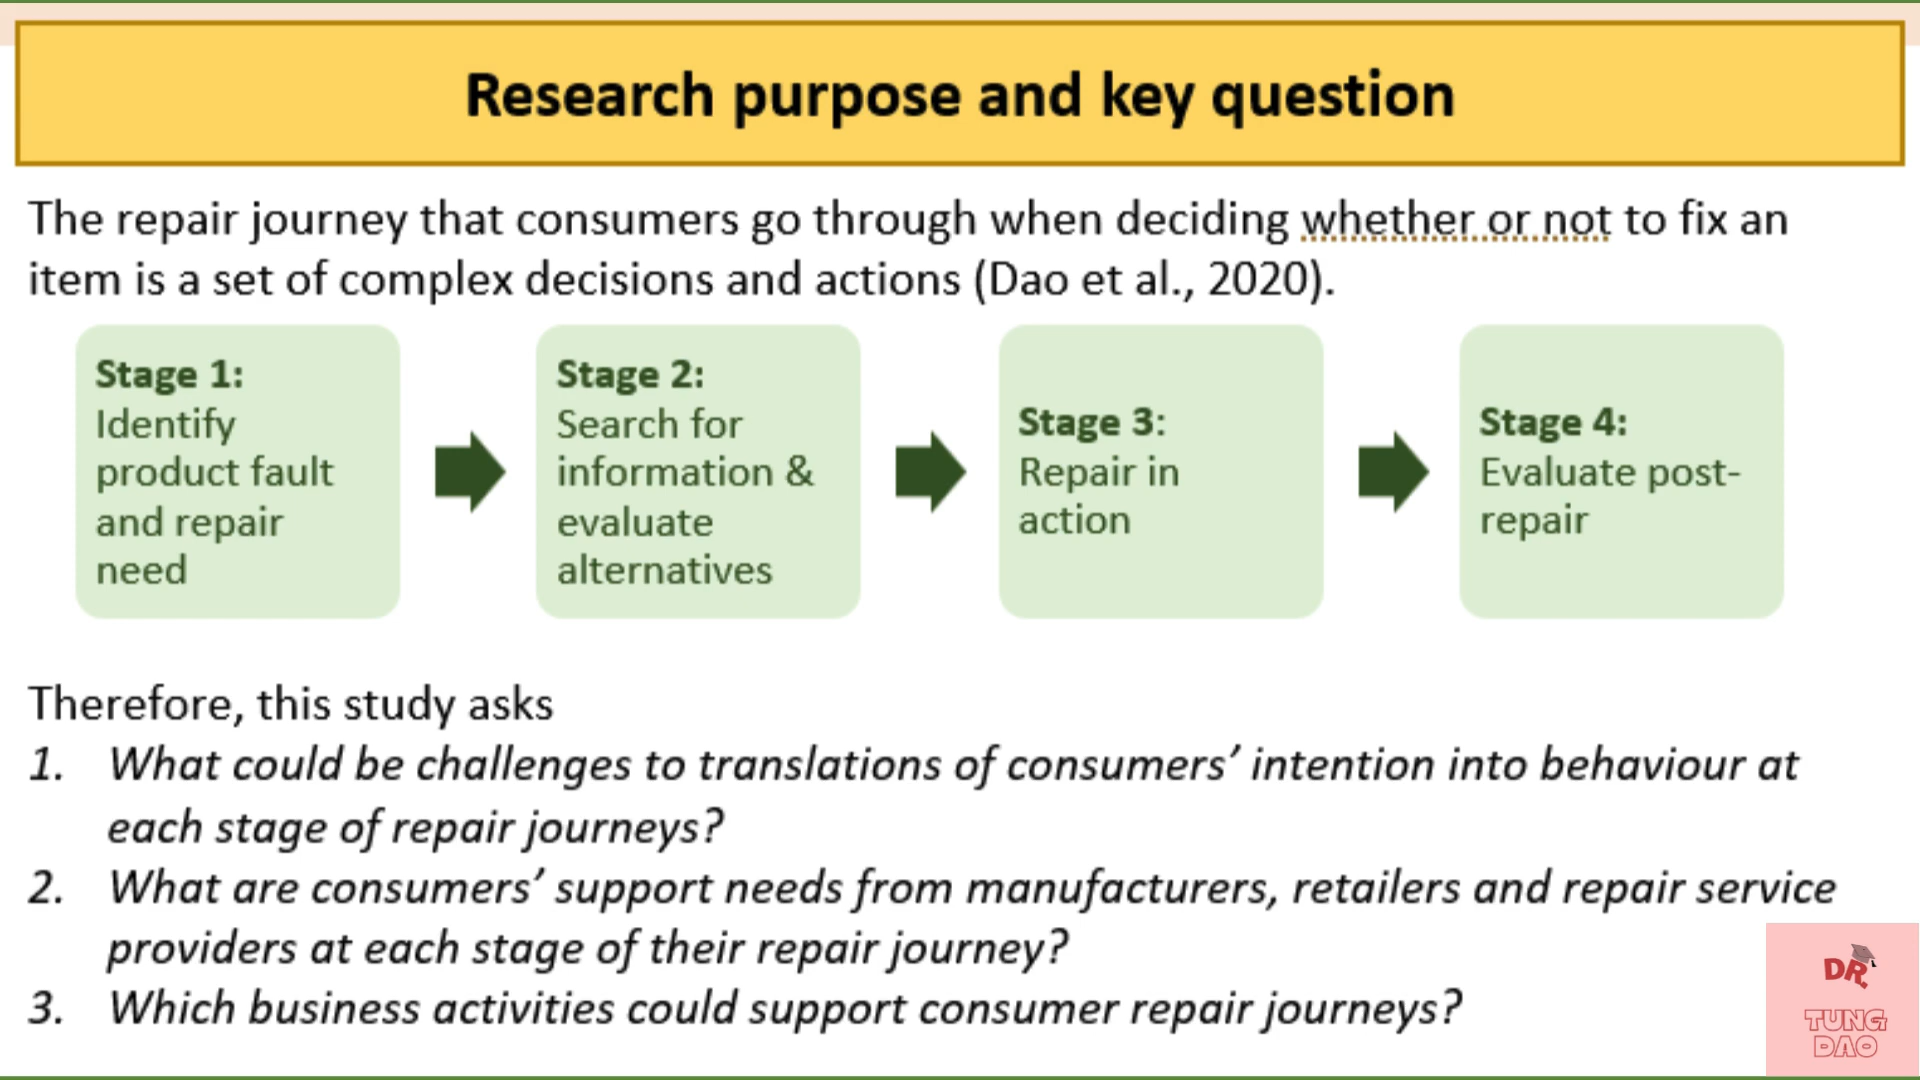 Research purpose and key question
The repair journey that consumers go through when deciding whether or not to fix an
item is a set of complex decisions and actions (Dao et al., 2020).
Stage 1:
Identify
product fault
and repair
need
Stage 2:
Search for
information &
evaluate
alternatives
Stage 3:
Repair in
action
Stage 4:
Evaluate post-
repair
Therefore, this study asks
1. What could be challenges to translations of consumers’ intention into behaviour at
each stage of repair journeys?
2. What are consumers’ support needs from manufacturers, retailers and repair service
providers at each stage of their repair journey?
3. Which business activities could support consumer repair journeys?
DR.
TUNG
DAO